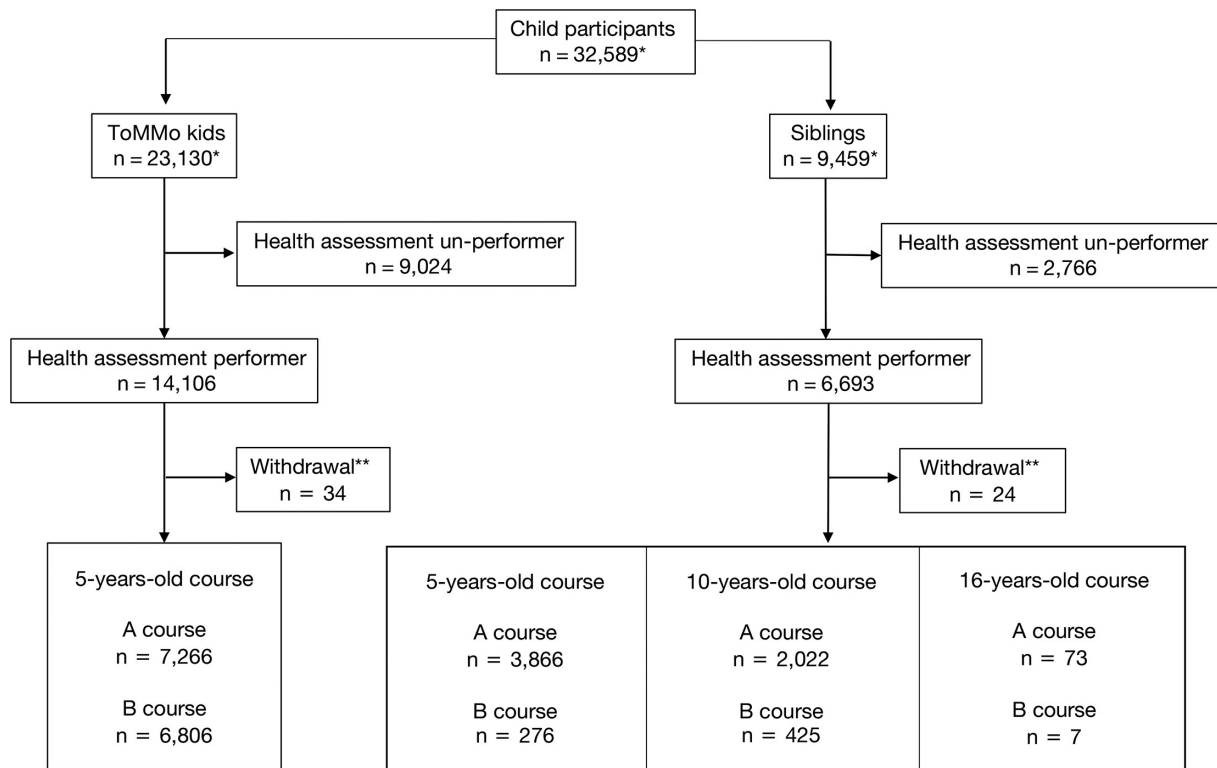 Child participants
n = 32,589*
ToMMo kids
n = 23,130*
Siblings
n = 9,459*
Health assessment un-performer
n = 9,024
Health assessment un-performer
n = 2,766
Health assessment performer
n = 14,106
Health assessment performer
n = 6,693
Withdrawal**
n = 34
Withdrawal**
n = 24
5-years-old course
A course
n = 7,266
B course
n = 6,806
5-years-old course
A course
n = 3,866
B course
n = 276
10-years-old course
A course
n = 2,022
B course
n = 425
16-years-old course
A course
n = 73
B course
n = 7